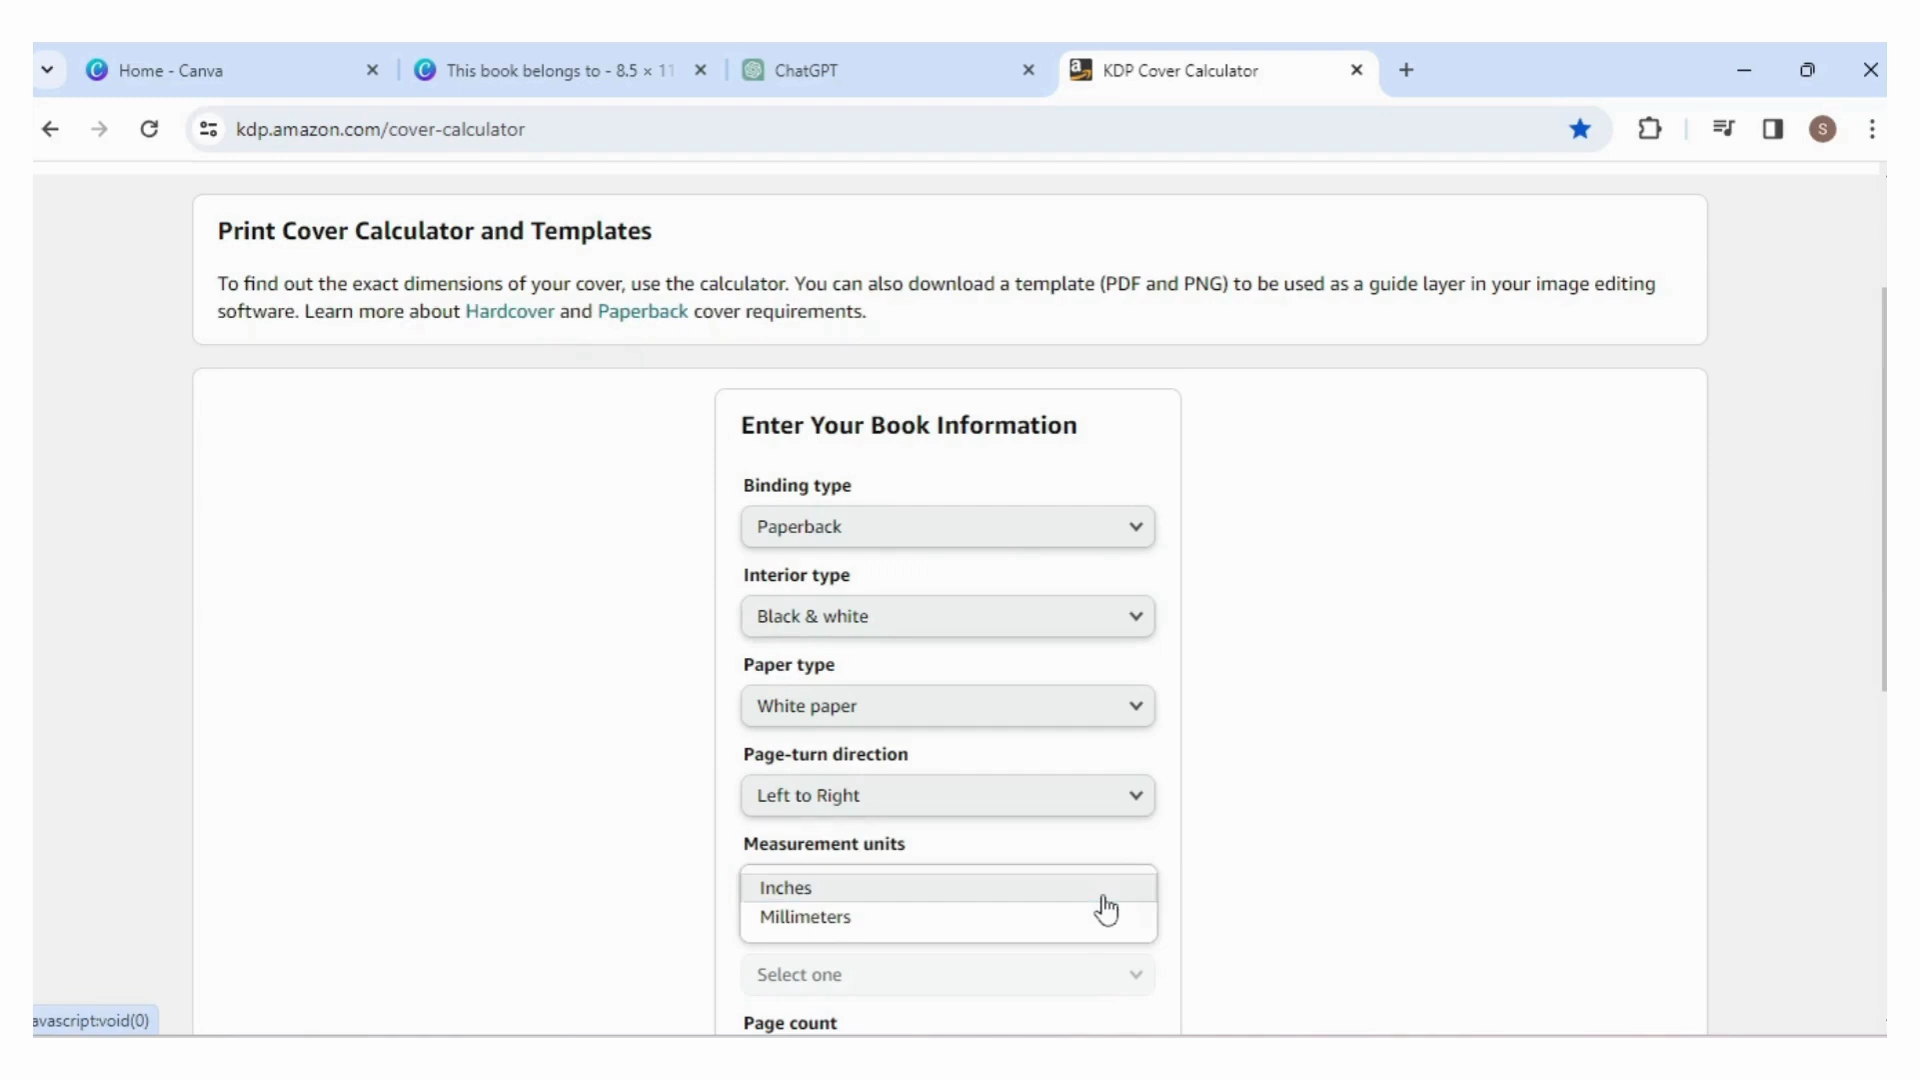 Home - Canva
This book belongs to - 8.5 × 11
ChatGPT
KDP Cover Calculator
kdp.amazon.com/cover-calculator
S
Print Cover Calculator and Templates
To find out the exact dimensions of your cover, use the calculator. You can also download a template (PDF and PNG) to be used as a guide layer in your image editing
software. Learn more about Hardcover and Paperback cover requirements.
Enter Your Book Information
Binding type
Paperback
Interior type
Black & white
Paper type
White paper
Page-turn direction
Left to Right
Measurement units
Inches
Millimeters
Select one
avascript:void(0)
Page count